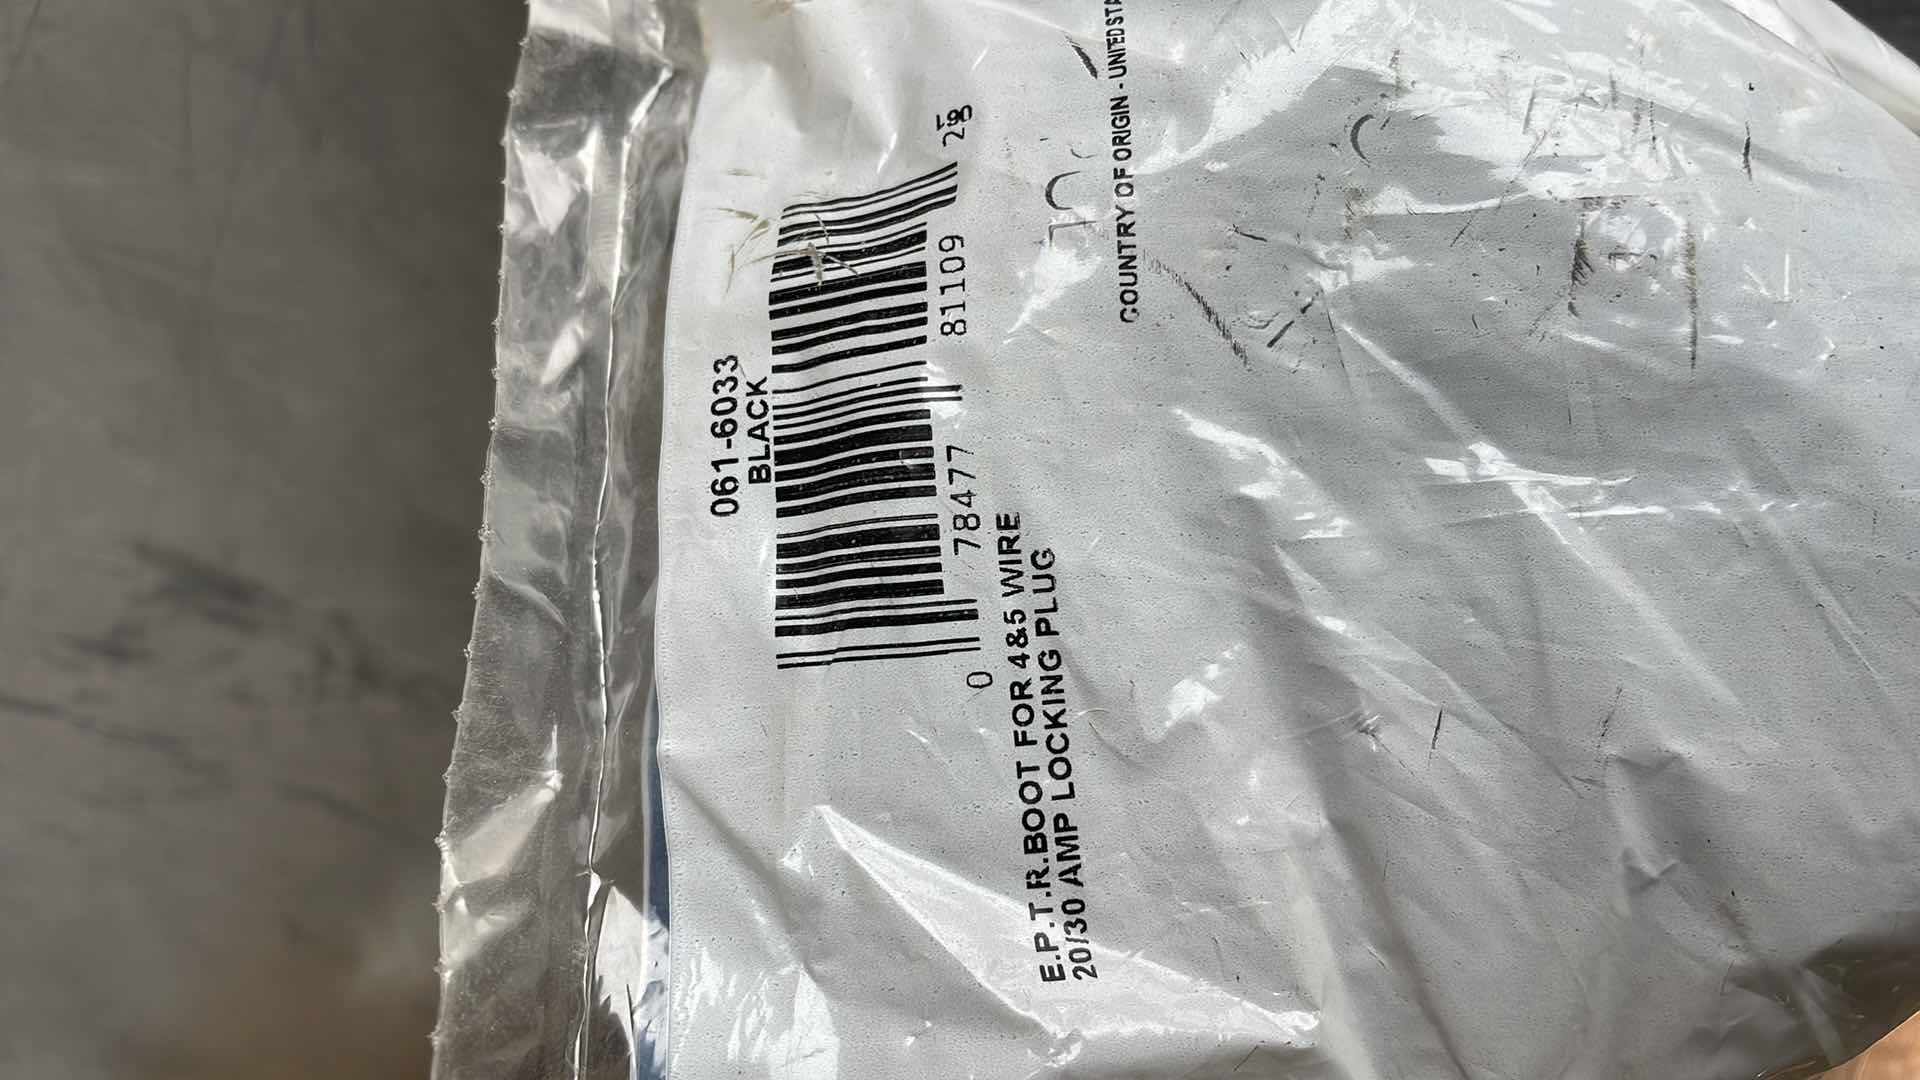 061-6033
BLACK
0 78477 81109
E.P.T.R.BOOT FOR 4&5 WIRE
20/30 AMP LOCKING PLUG
COUNTRY OF ORIGIN - UNITED STA